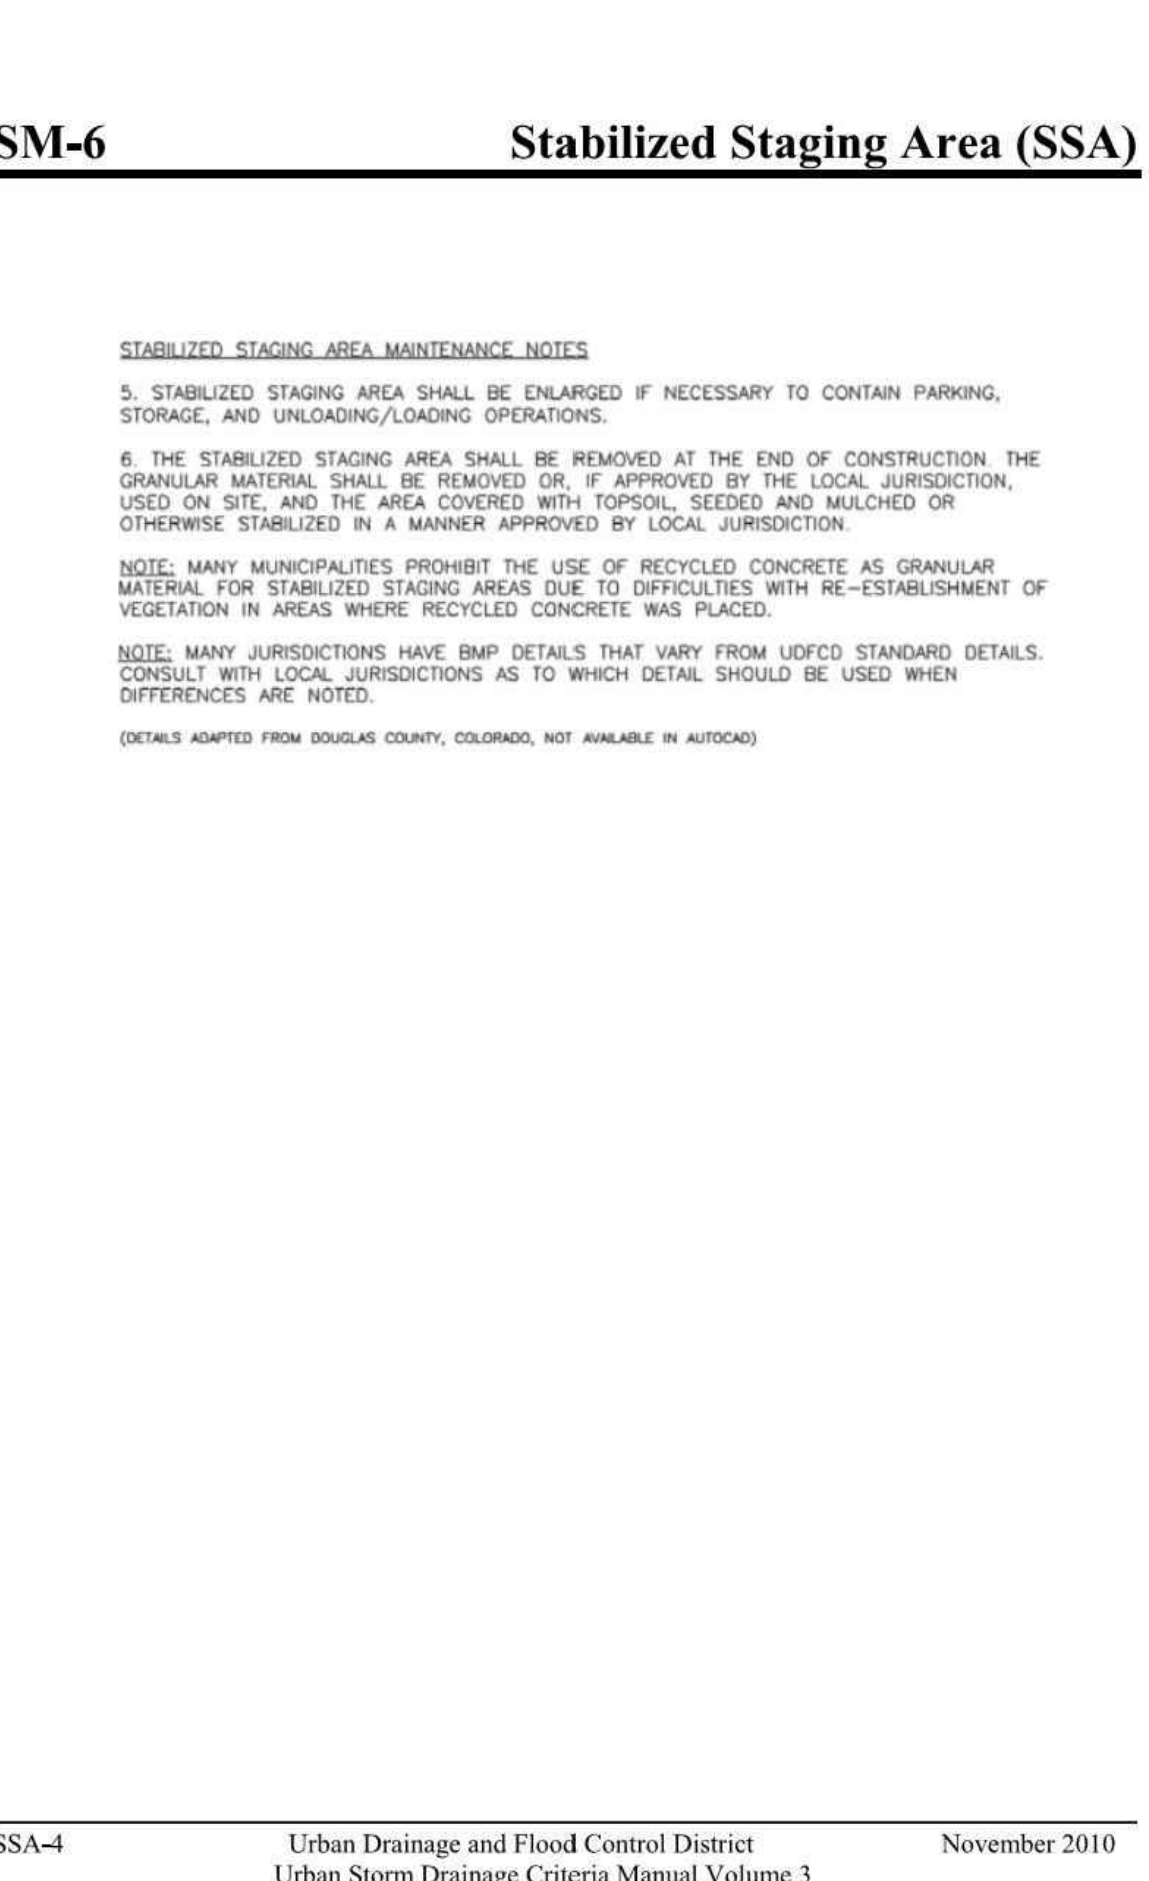 SM-6 Stabilized Staging Area (SSA)
STABILIZED STAGING AREA MAINTENANCE NOTES
5. STABILIZED STAGING AREA SHALL BE ENLARGED IF NECESSARY TO CONTAIN PARKING,
STORAGE, AND UNLOADING/LOADING OPERATIONS.
6. THE STABILIZED STAGING AREA SHALL BE REMOVED AT THE END OF CONSTRUCTION. THE
GRANULAR MATERIAL SHALL BE REMOVED OR, IF APPROVED BY THE LOCAL JURISDICTION,
USED ON SITE, AND THE AREA COVERED WITH TOPSOIL, SEEDED AND MULCHED OR
OTHERWISE STABILIZED IN A MANNER APPROVED BY LOCAL JURISDICTION.
NOTE: MANY MUNICIPALITIES PROHIBIT THE USE OF RECYCLED CONCRETE AS GRANULAR
MATERIAL FOR STABILIZED STAGING AREAS DUE TO DIFFICULTIES WITH RE-ESTABLISHMENT OF
VEGETATION IN AREAS WHERE RECYCLED CONCRETE WAS PLACED.
NOTE: MANY JURISDICTIONS HAVE BMP DETAILS THAT VARY FROM UDFCD STANDARD DETAILS.
CONSULT WITH LOCAL JURISDICTIONS AS TO WHICH DETAIL SHOULD BE USED WHEN
DIFFERENCES ARE NOTED.
(DETAILS ADAPTED FROM DOUGLAS COUNTY, COLORADO, NOT AVAILABLE IN AUTOCAD)
SSA-4 Urban Drainage and Flood Control District November 2010
Urban Storm Drainage Criteria Manual Volume 3